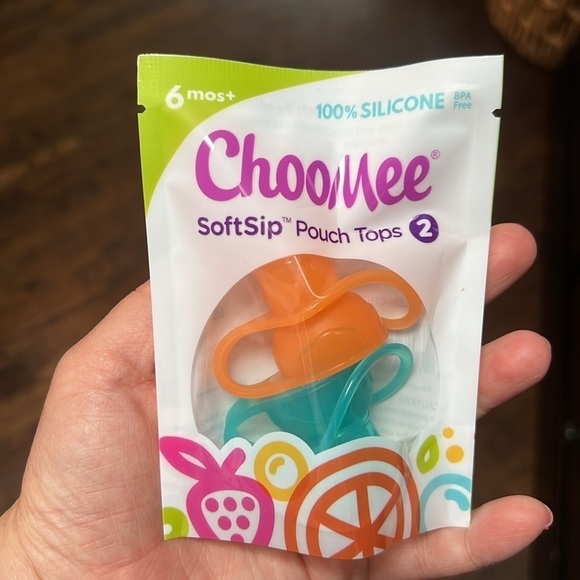 6 mos+
100% SILICONE BPA Free
ChooMee®
SoftSip™ Pouch Tops 2